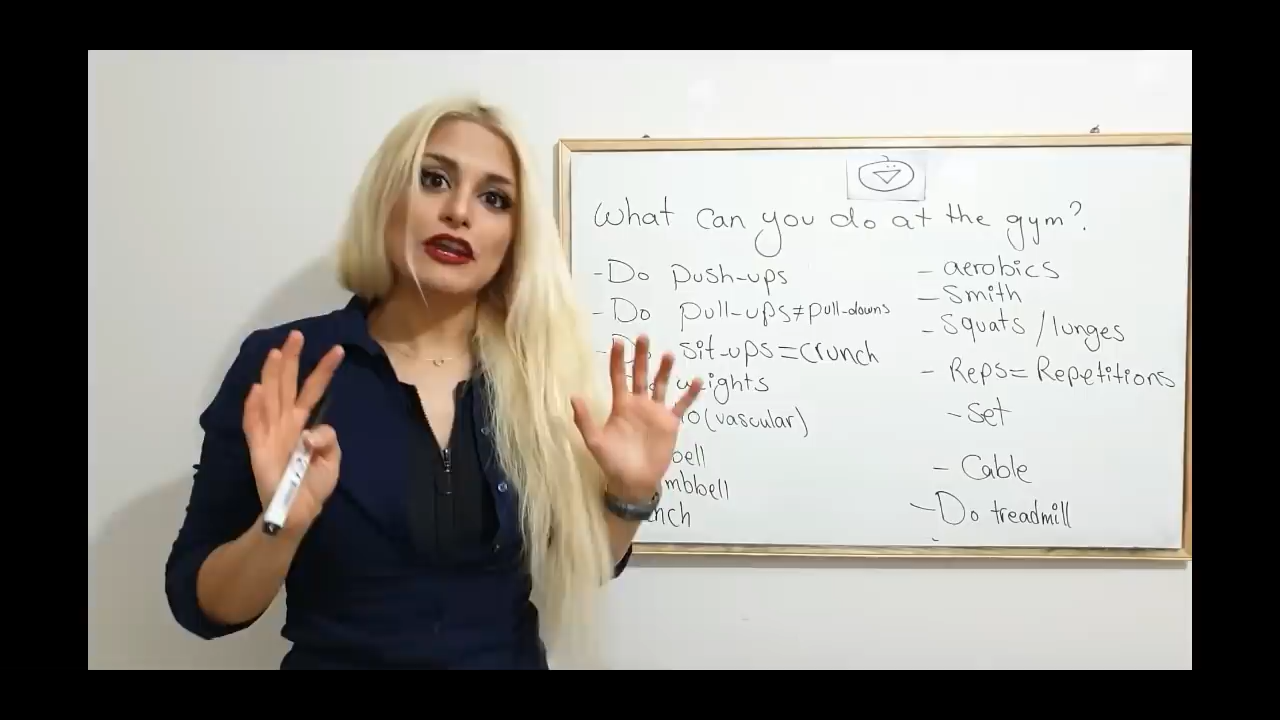 What can you do at the gym?
- Do push-ups
- Do pull-ups ≠ pull-downs
- Do sit-ups = crunch
weights
(vascular)
- aerobics
- Smith
- Squats / lunges
- Reps = Repetitions
- Set
- Cable
- Do treadmill